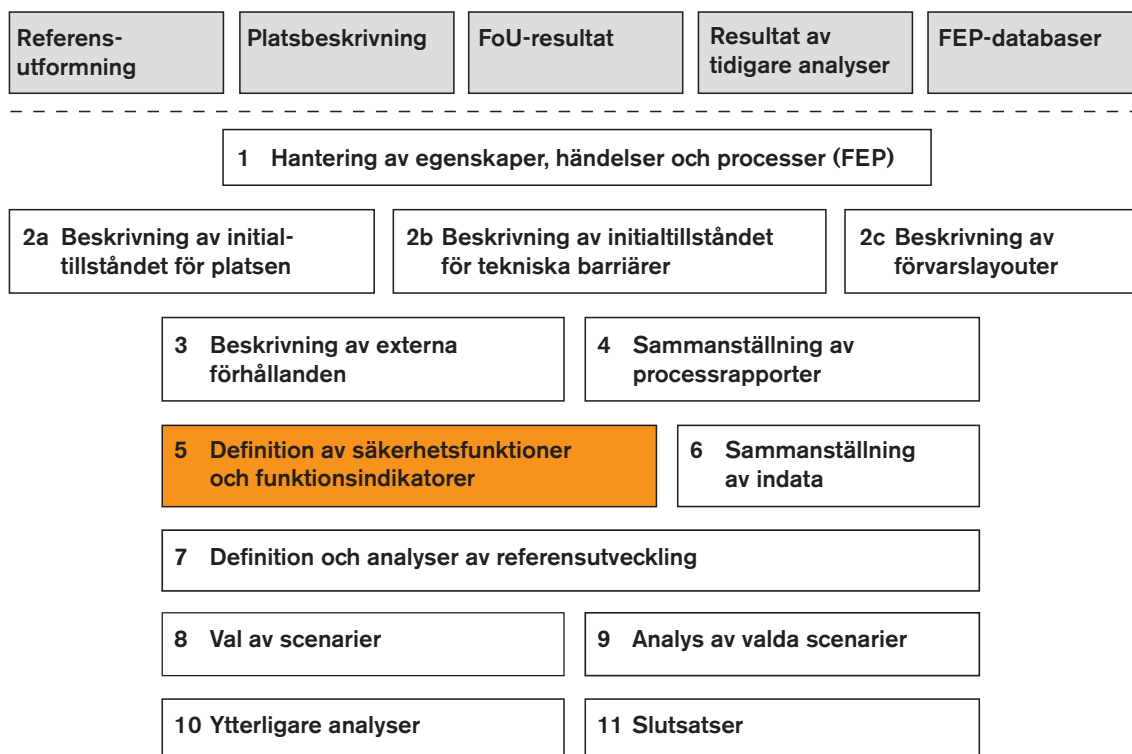 Referens-
utformning
Platsbeskrivning
FoU-resultat
Resultat av
tidigare analyser
FEP-databaser
1 Hantering av egenskaper, händelser och processer (FEP)
2a Beskrivning av initial-
tillståndet för platsen
2b Beskrivning av initialtillståndet
för tekniska barriärer
2c Beskrivning av
förvarslayouter
3 Beskrivning av externa
förhållanden
4 Sammanställning av
processrapporter
5 Definition av säkerhetsfunktioner
och funktionsindikatorer
6 Sammanställning
av indata
7 Definition och analyser av referensutveckling
8 Val av scenarier
9 Analys av valda scenarier
10 Ytterligare analyser
11 Slutsatser